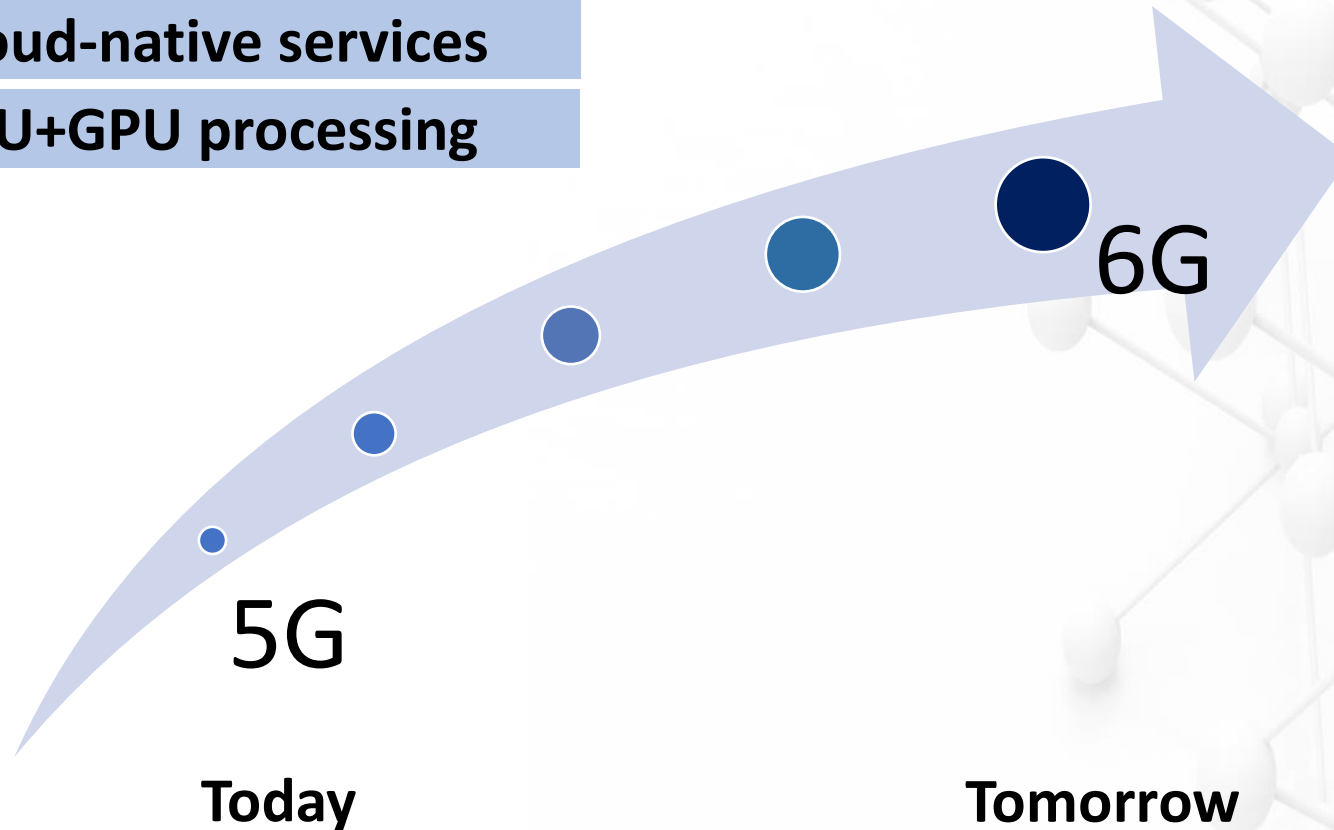 oud-native services
U+GPU processing
6G
5G
Today
Tomorrow